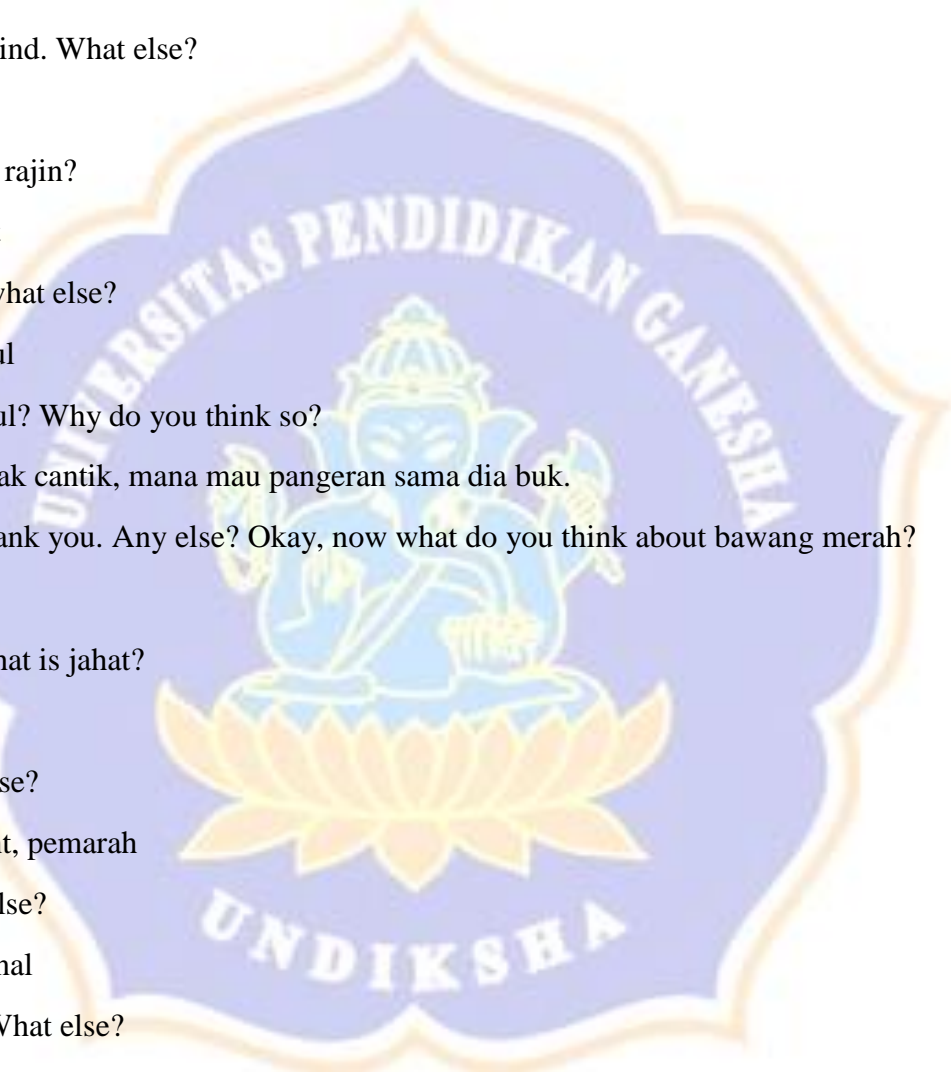 ind. What else?
rajin?
what else?
ul
ul? Why do you think so?
ak cantik, mana mau pangeran sama dia buk.
ank you. Any else? Okay, now what do you think about bawang merah?
hat is jahat?
se?
t, pemarah
lse?
nal
What else?
UNIVERSITAS PENDIDIKAN GANESHA
UNDIKSHA